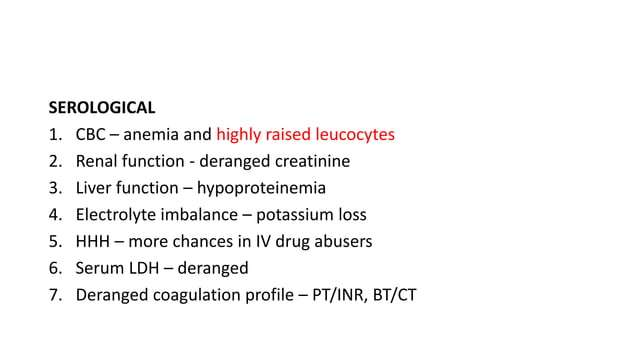 SEROLOGICAL
1. CBC – anemia and highly raised leucocytes
2. Renal function - deranged creatinine
3. Liver function – hypoproteinemia
4. Electrolyte imbalance – potassium loss
5. HHH – more chances in IV drug abusers
6. Serum LDH – deranged
7. Deranged coagulation profile – PT/INR, BT/CT